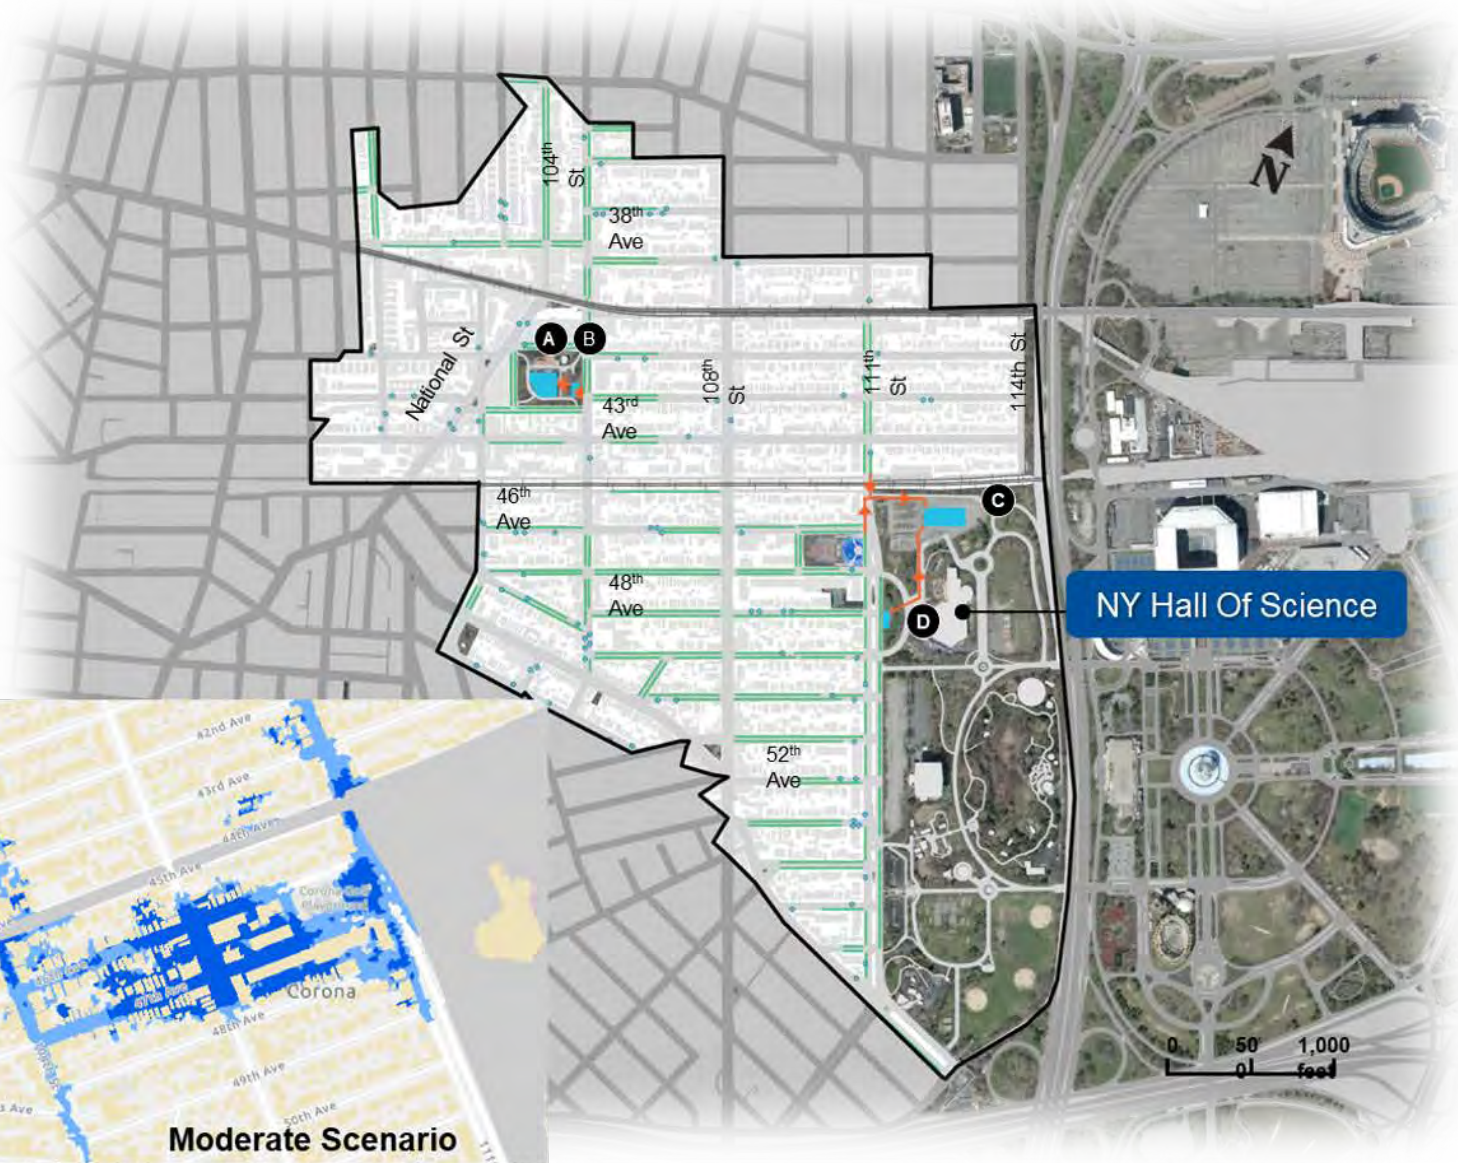 104th
St
38th
Ave
N
National St
A
B
108th
St
111th
St
114th St
43rd
Ave
46th
Ave
C
48th
Ave
D
NY Hall Of Science
52th
Ave
0 50 1,000
0 feet
42nd Ave
43rd Ave
44th Ave
45th Ave
Corona
47th Ave
48th Ave
49th Ave
50th Ave
Moderate Scenario